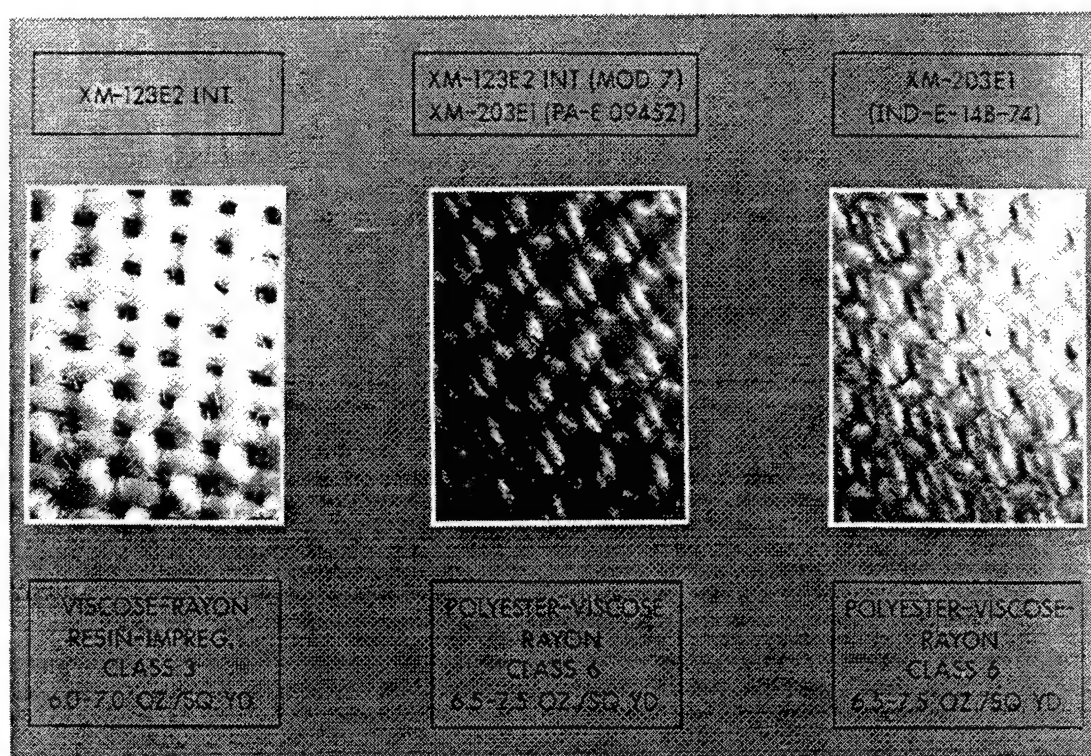 XM-123E2 INT.
XM-123E2 INT (MOD 7)
XM-203E1 (PA-E 09452)
XM-203E1
(IND-E-148-74)
VISCOSE-RAYON
RESIN-IMPREG.
CLASS 3
6.0-7.0 OZ./SQ. YD.
POLYESTER-VISCOSE
RAYON
CLASS 6
6.5-7.5 OZ./SQ. YD.
POLYESTER-VISCOSE-
RAYON
CLASS 6
6.5-7.5 OZ./SQ. YD.